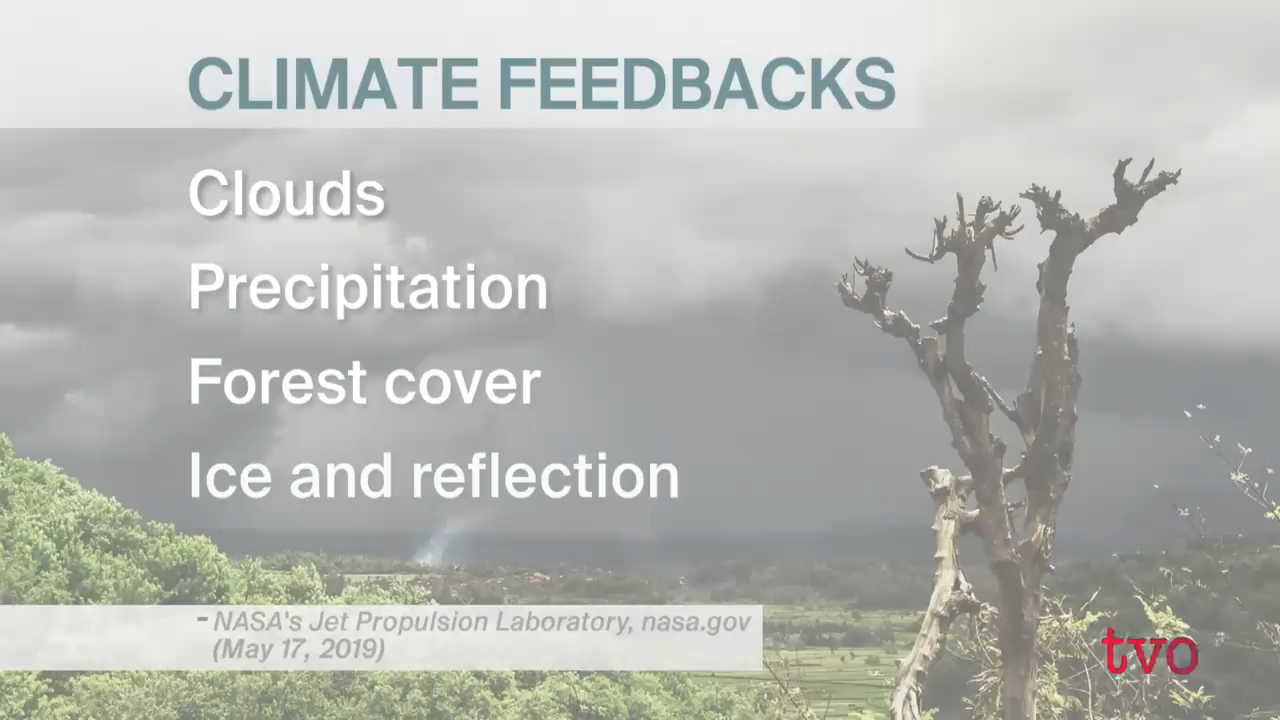 CLIMATE FEEDBACKS
Clouds
Precipitation
Forest cover
Ice and reflection
- NASA's Jet Propulsion Laboratory, nasa.gov
(May 17, 2019)
tvo